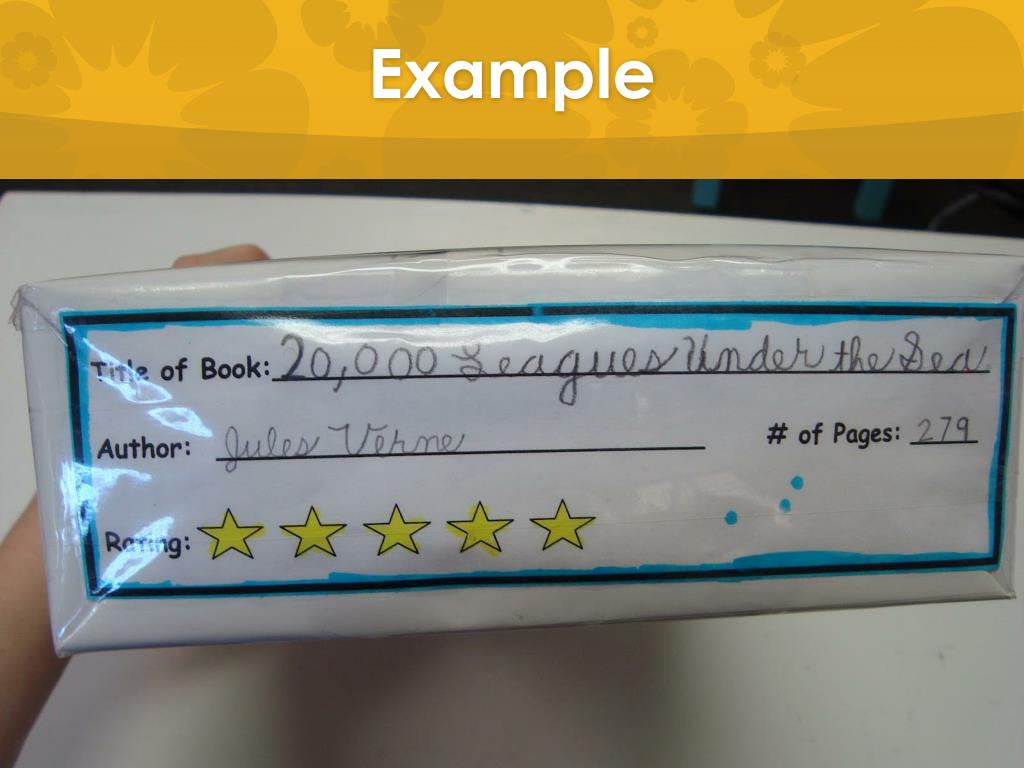 Example
Title of Book: 20,000 Leagues Under the Sea
Author: Jules Verne # of Pages: 279
Rating: